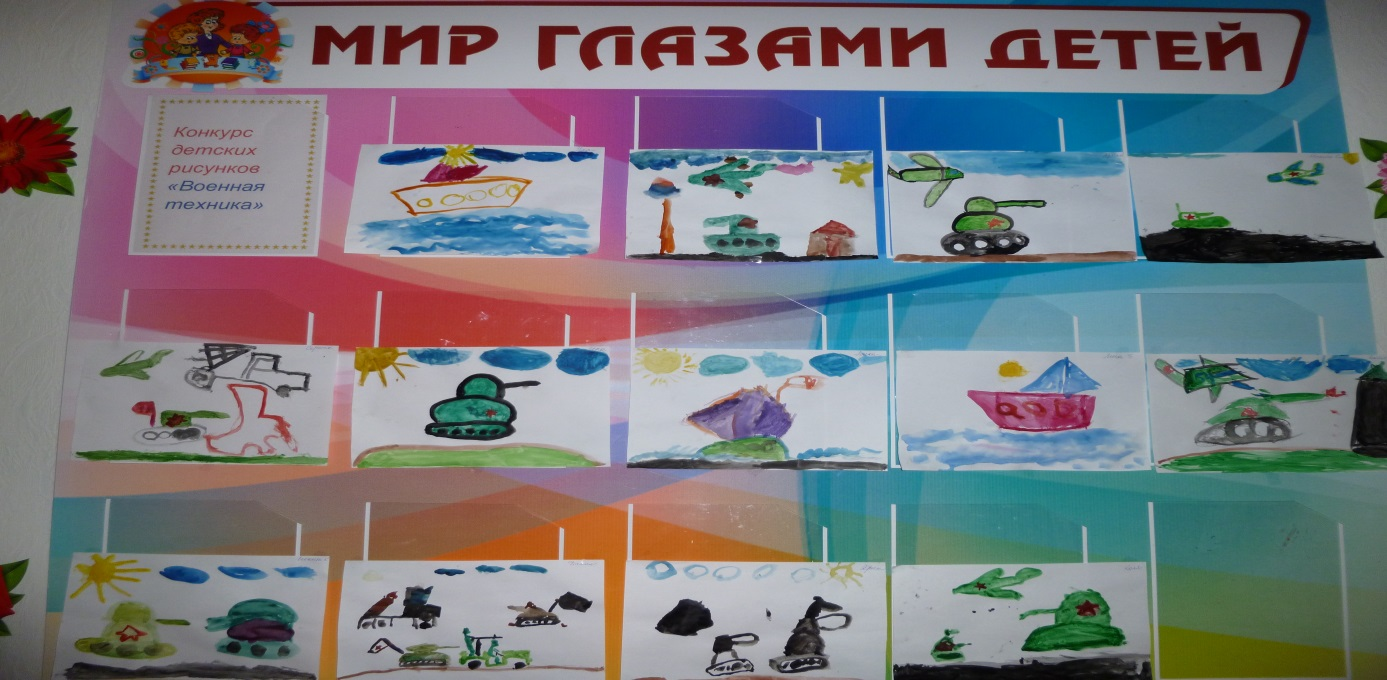 МИР ГЛАЗАМИ ДЕТЕЙ
Конкурс
детских
рисунков
«Военная
техника»